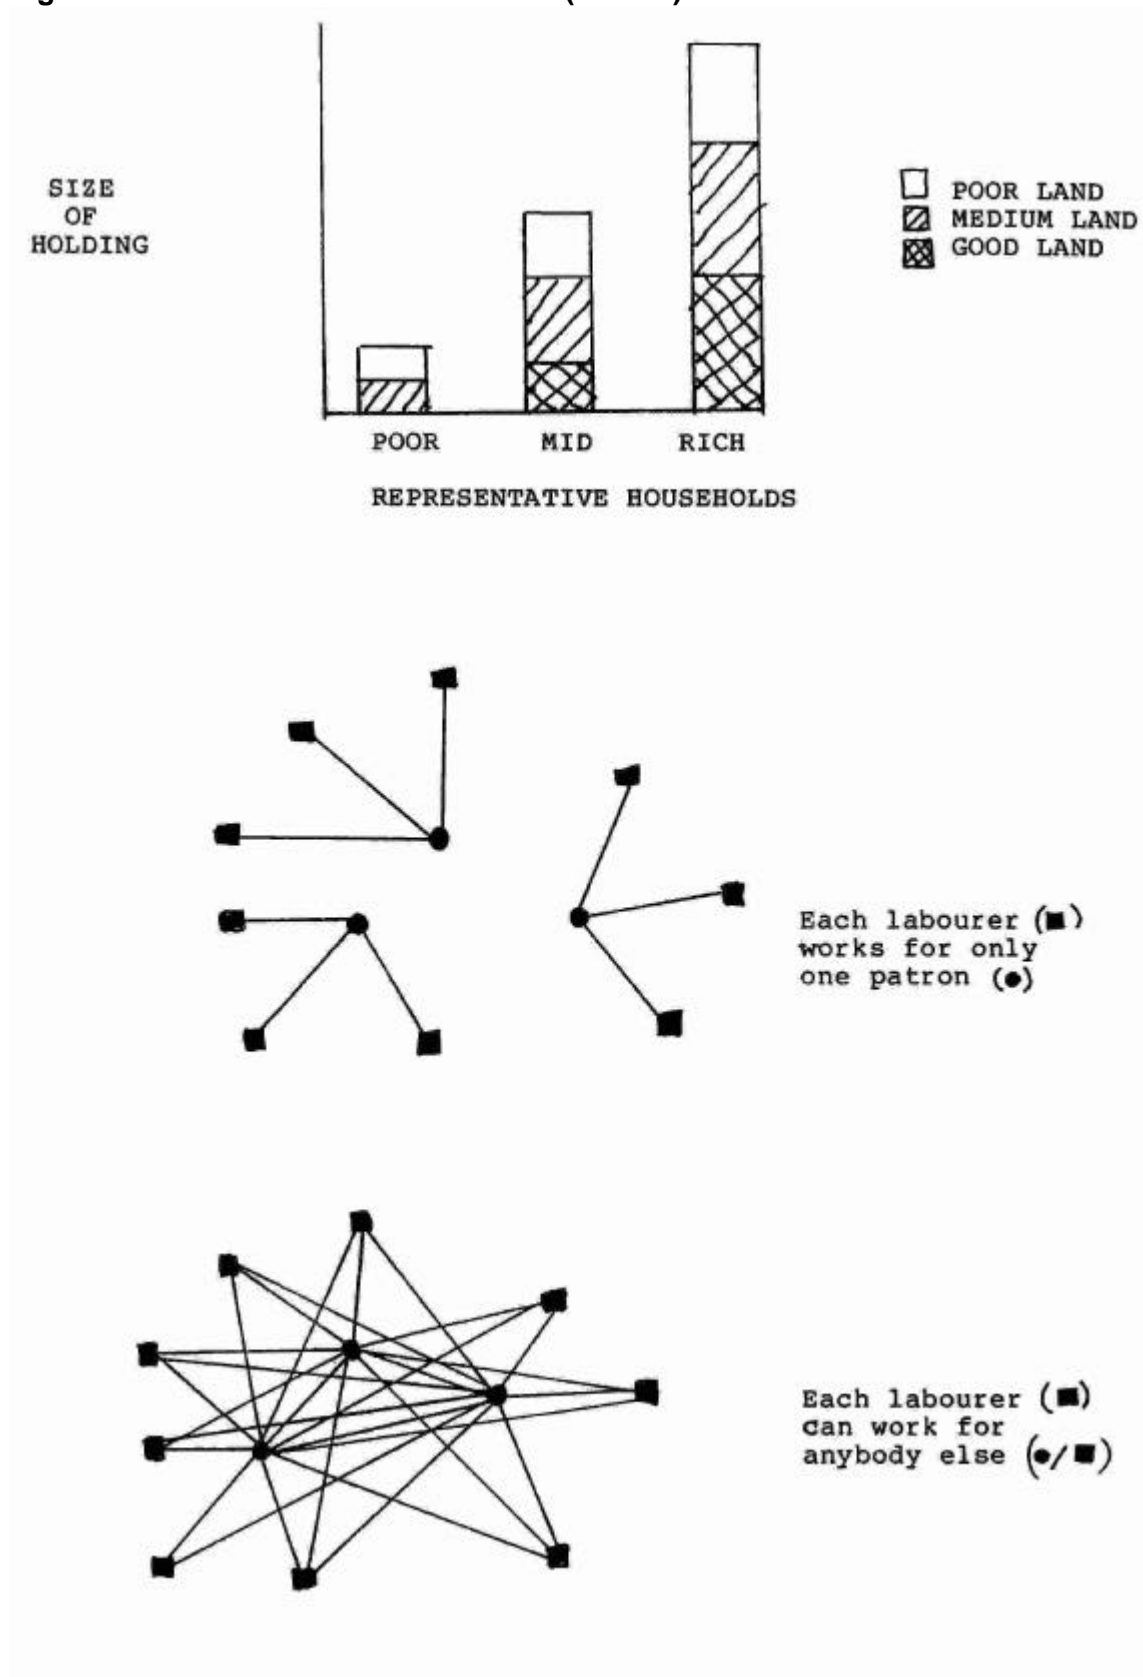 SIZE
OF
HOLDING
POOR LAND
MEDIUM LAND
GOOD LAND
POOR MID RICH
REPRESENTATIVE HOUSEHOLDS
Each labourer (■)
works for only
one patron (●)
Each labourer (■)
can work for
anybody else (●/■)